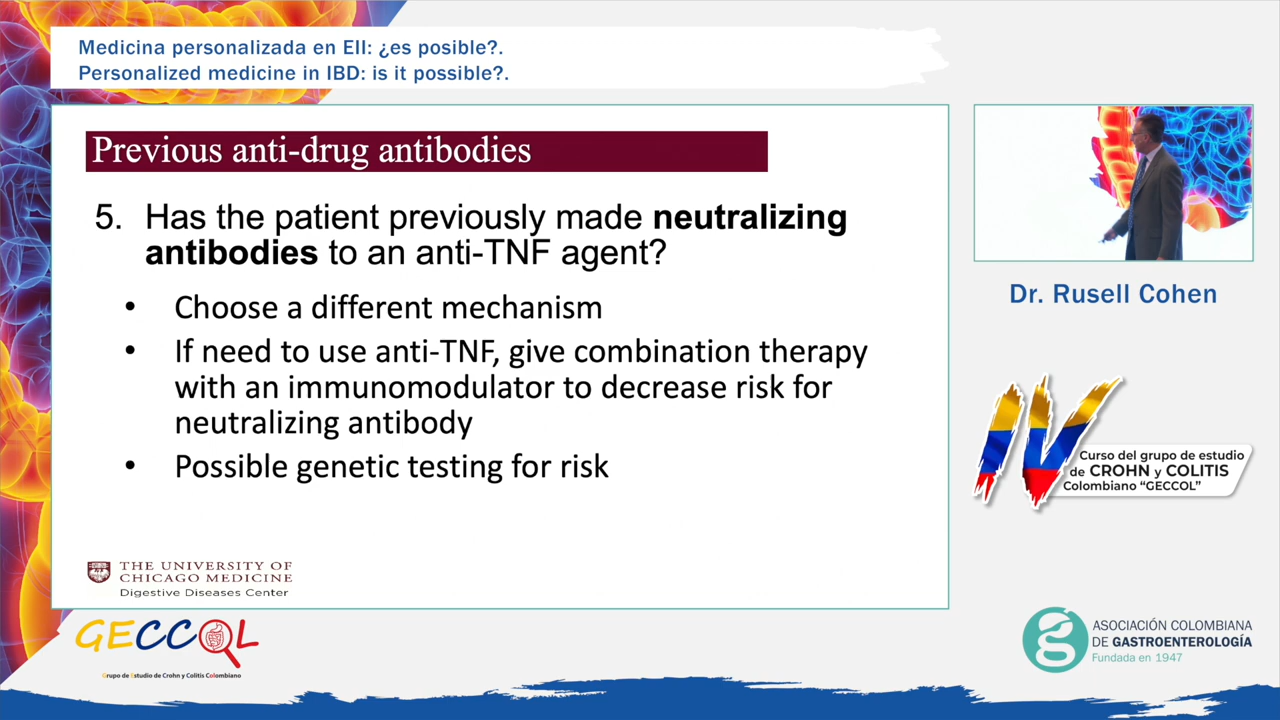 Medicina personalizada en EII: ¿es posible?.
Personalized medicine in IBD: is it possible?.
Previous anti-drug antibodies
5. Has the patient previously made neutralizing
antibodies to an anti-TNF agent?
• Choose a different mechanism
• If need to use anti-TNF, give combination therapy
with an immunomodulator to decrease risk for
neutralizing antibody
• Possible genetic testing for risk
THE UNIVERSITY OF
CHICAGO MEDICINE
Digestive Diseases Center
Dr. Rusell Cohen
IV
Curso del grupo de estudio
de CROHN y COLITIS
Colombiano “GECCOL”
GECCOL
Grupo de Estudio de Crohn y Colitis Colombiano
ASOCIACIÓN COLOMBIANA
DE GASTROENTEROLOGÍA
Fundada en 1947